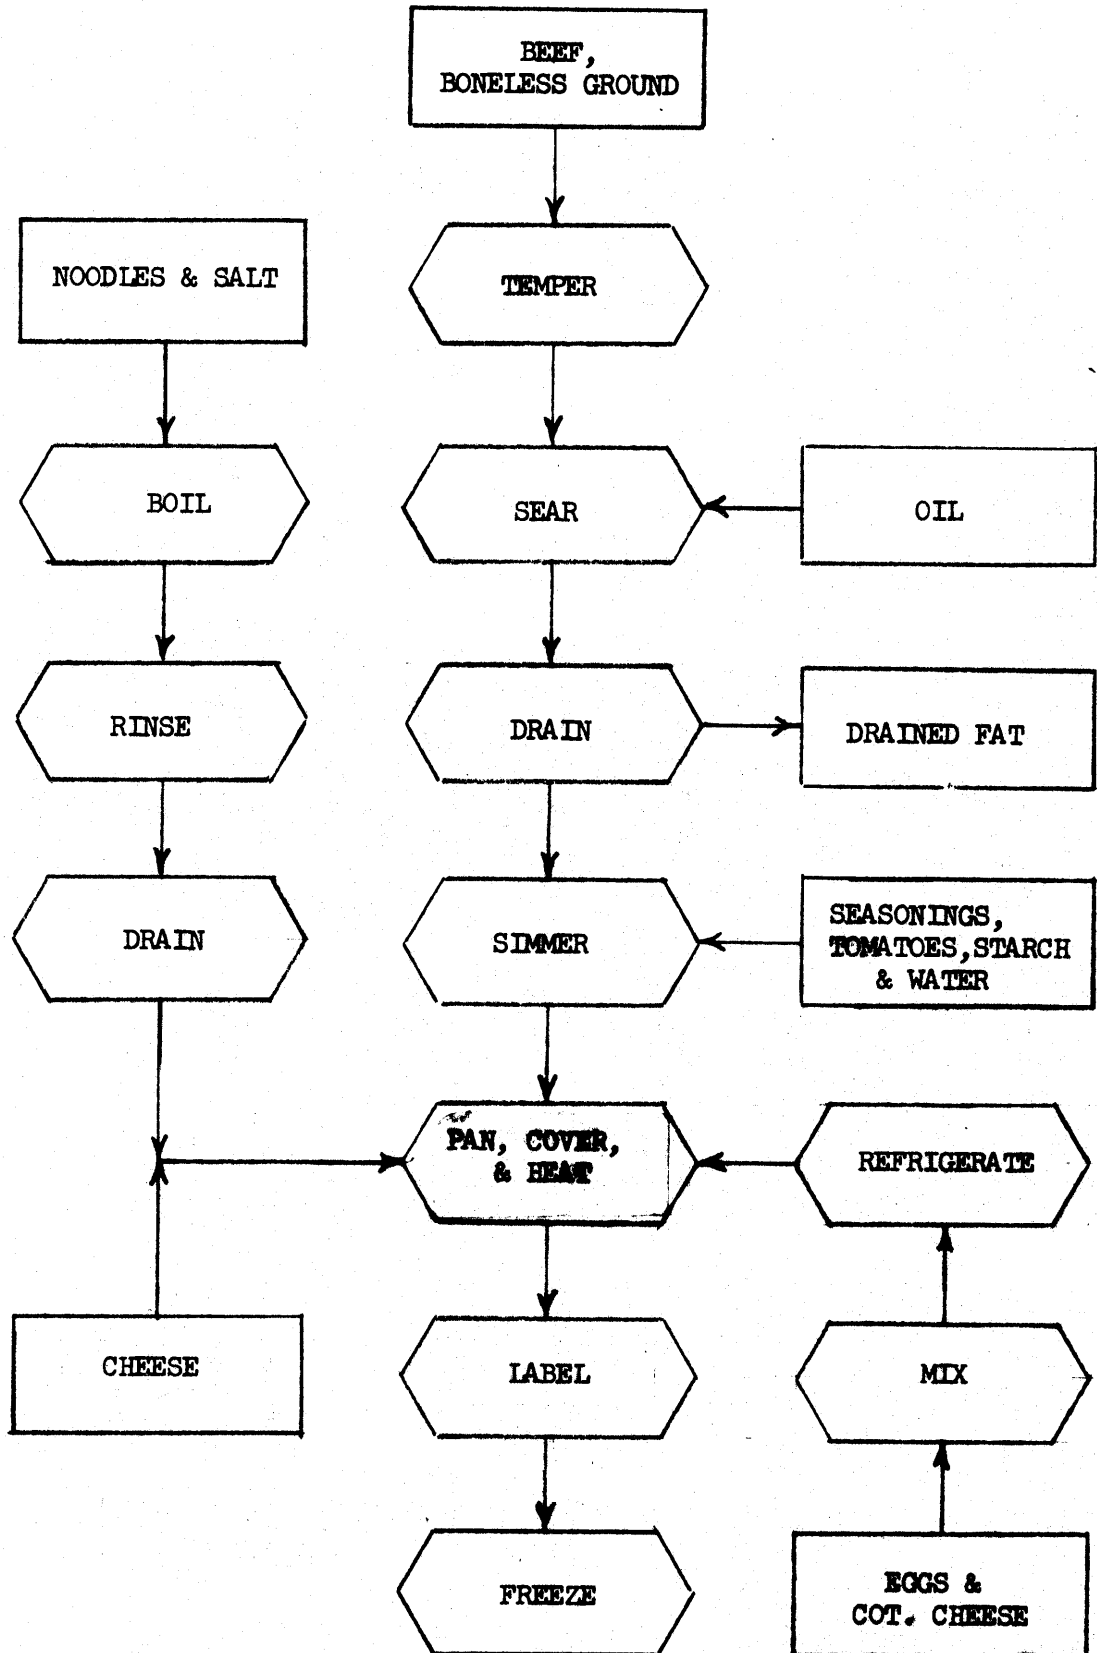 BEEF,
BONELESS GROUND
NOODLES & SALT
TEMPER
BOIL
SEAR
OIL
RINSE
DRAIN
DRAINED FAT
DRAIN
SIMMER
SEASONINGS,
TOMATOES,STARCH
& WATER
PAN, COVER,
& HEAT
REFRIGERATE
CHEESE
LABEL
MIX
FREEZE
EGGS &
COT. CHEESE